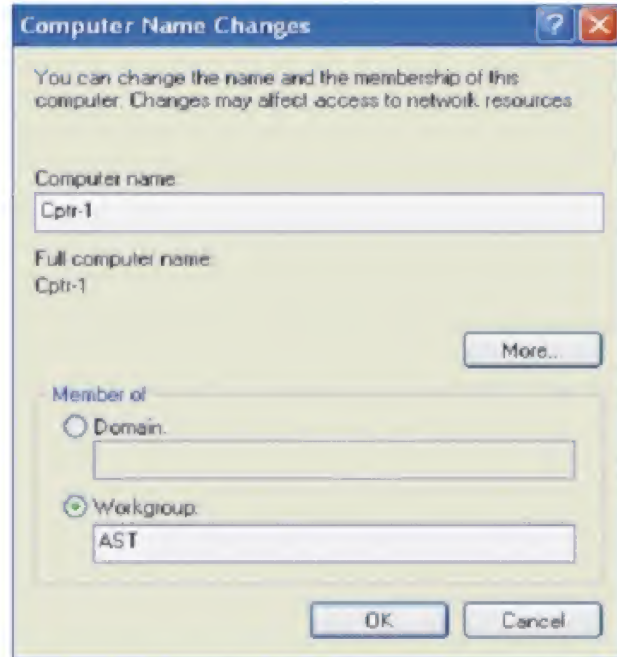 Computer Name Changes
You can change the name and the membership of this
computer. Changes may affect access to network resources
Computer name:
Cptr-1
Full computer name:
Cptr-1
More...
Member of
Domain:
Workgroup:
AST
OK
Cancel